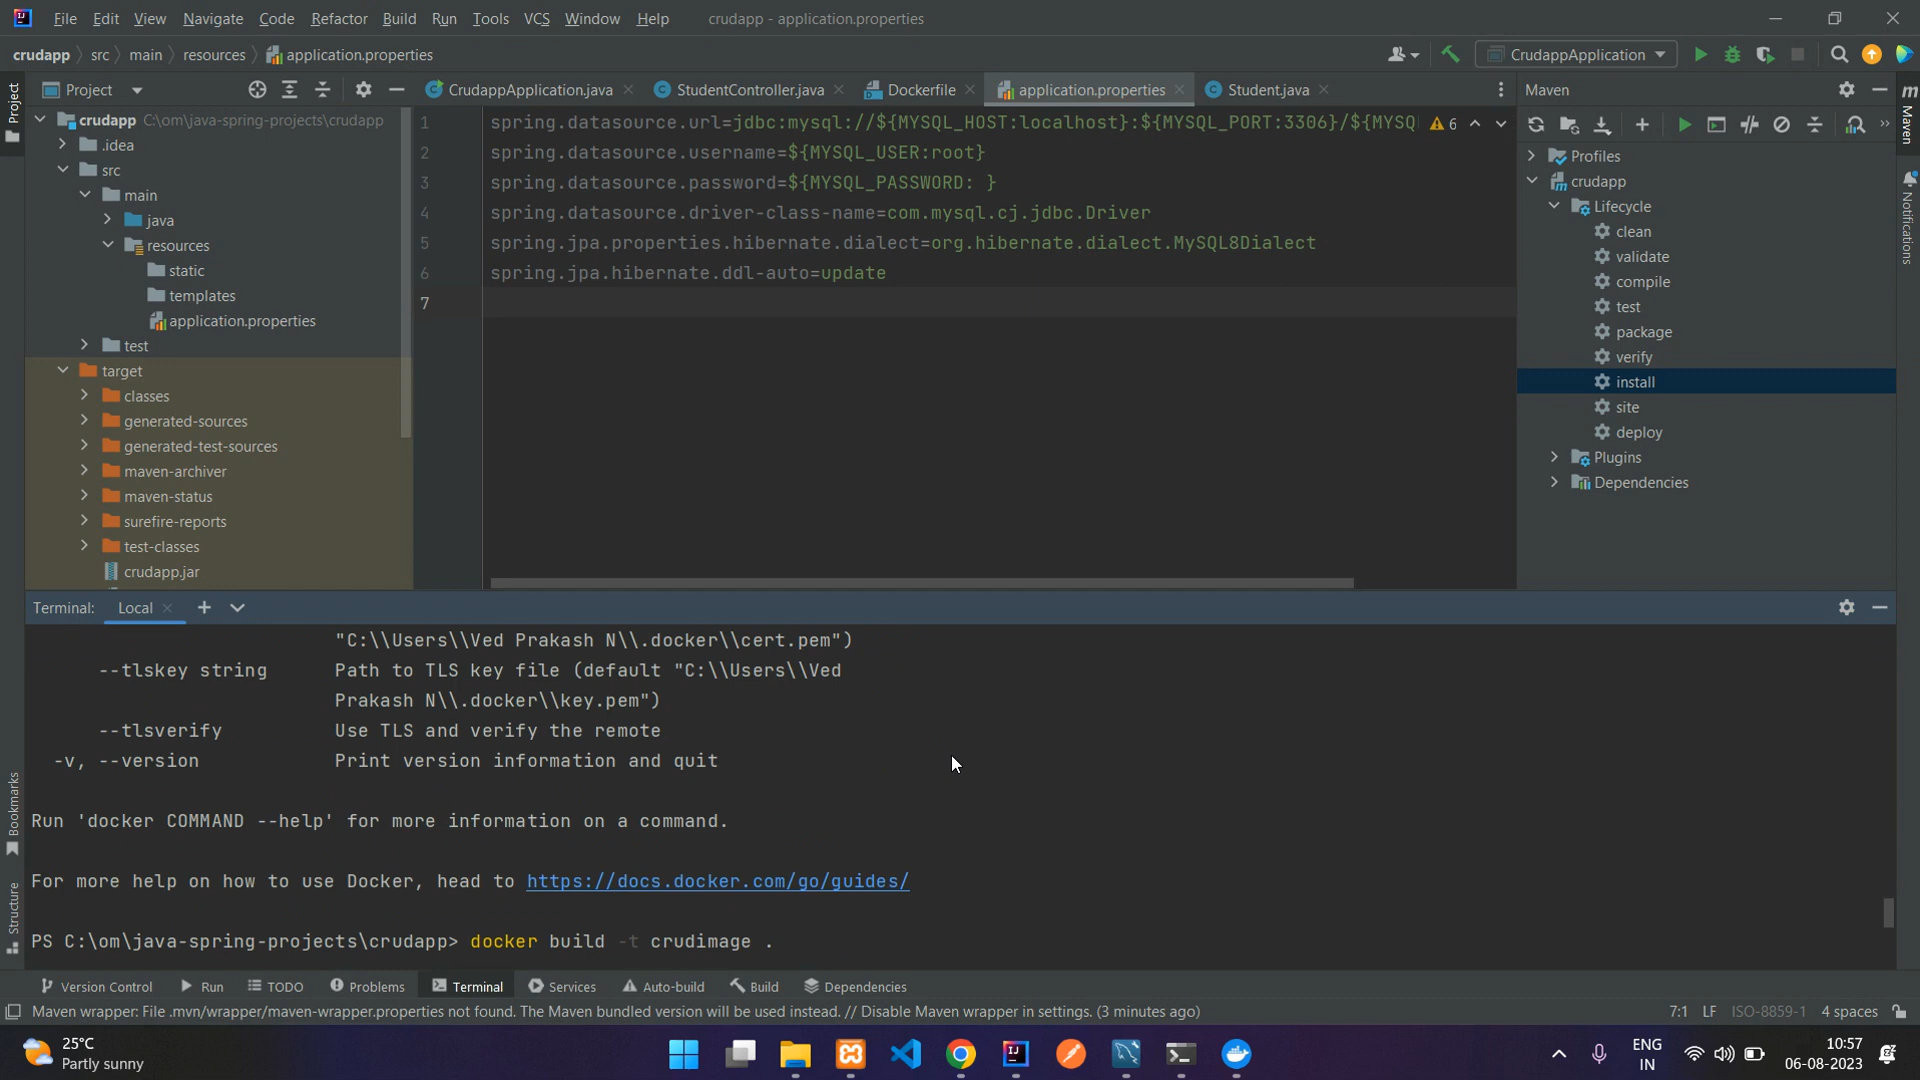 File Edit View Navigate Code Refactor Build Run Tools VCS Window Help crudapp - application.properties
crudapp src main resources application.properties CrudappApplication
Project
Project CrudappApplication.java StudentController.java Dockerfile application.properties Student.java
Maven
Maven
Notifications
crudapp C:\om\java-spring-projects\crudapp
.idea
src
main
java
resources
static
templates
application.properties
test
target
classes
generated-sources
generated-test-sources
maven-archiver
maven-status
surefire-reports
test-classes
crudapp.jar
1 spring.datasource.url=jdbc:mysql://${MYSQL_HOST:localhost}:${MYSQL_PORT:3306}/${MYSQ 6
2 spring.datasource.username=${MYSQL_USER:root}
3 spring.datasource.password=${MYSQL_PASSWORD: }
4 spring.datasource.driver-class-name=com.mysql.cj.jdbc.Driver
5 spring.jpa.properties.hibernate.dialect=org.hibernate.dialect.MySQL8Dialect
6 spring.jpa.hibernate.ddl-auto=update
7
Profiles
crudapp
Lifecycle
clean
validate
compile
test
package
verify
install
site
deploy
Plugins
Dependencies
Terminal: Local
"C:\\Users\\Ved Prakash N\\.docker\\cert.pem")
--tlskey string Path to TLS key file (default "C:\\Users\\Ved
Prakash N\\.docker\\key.pem")
--tlsverify Use TLS and verify the remote
-v, --version Print version information and quit
Run 'docker COMMAND --help' for more information on a command.
For more help on how to use Docker, head to https://docs.docker.com/go/guides/
PS C:\om\java-spring-projects\crudapp> docker build -t crudimage .
Bookmarks
Structure
Version Control Run TODO Problems Terminal Services Auto-build Build Dependencies
Maven wrapper: File .mvn/wrapper/maven-wrapper.properties not found. The Maven bundled version will be used instead. // Disable Maven wrapper in settings. (3 minutes ago) 7:1 LF ISO-8859-1 4 spaces
25°C
Partly sunny
ENG
IN
10:57
06-08-2023